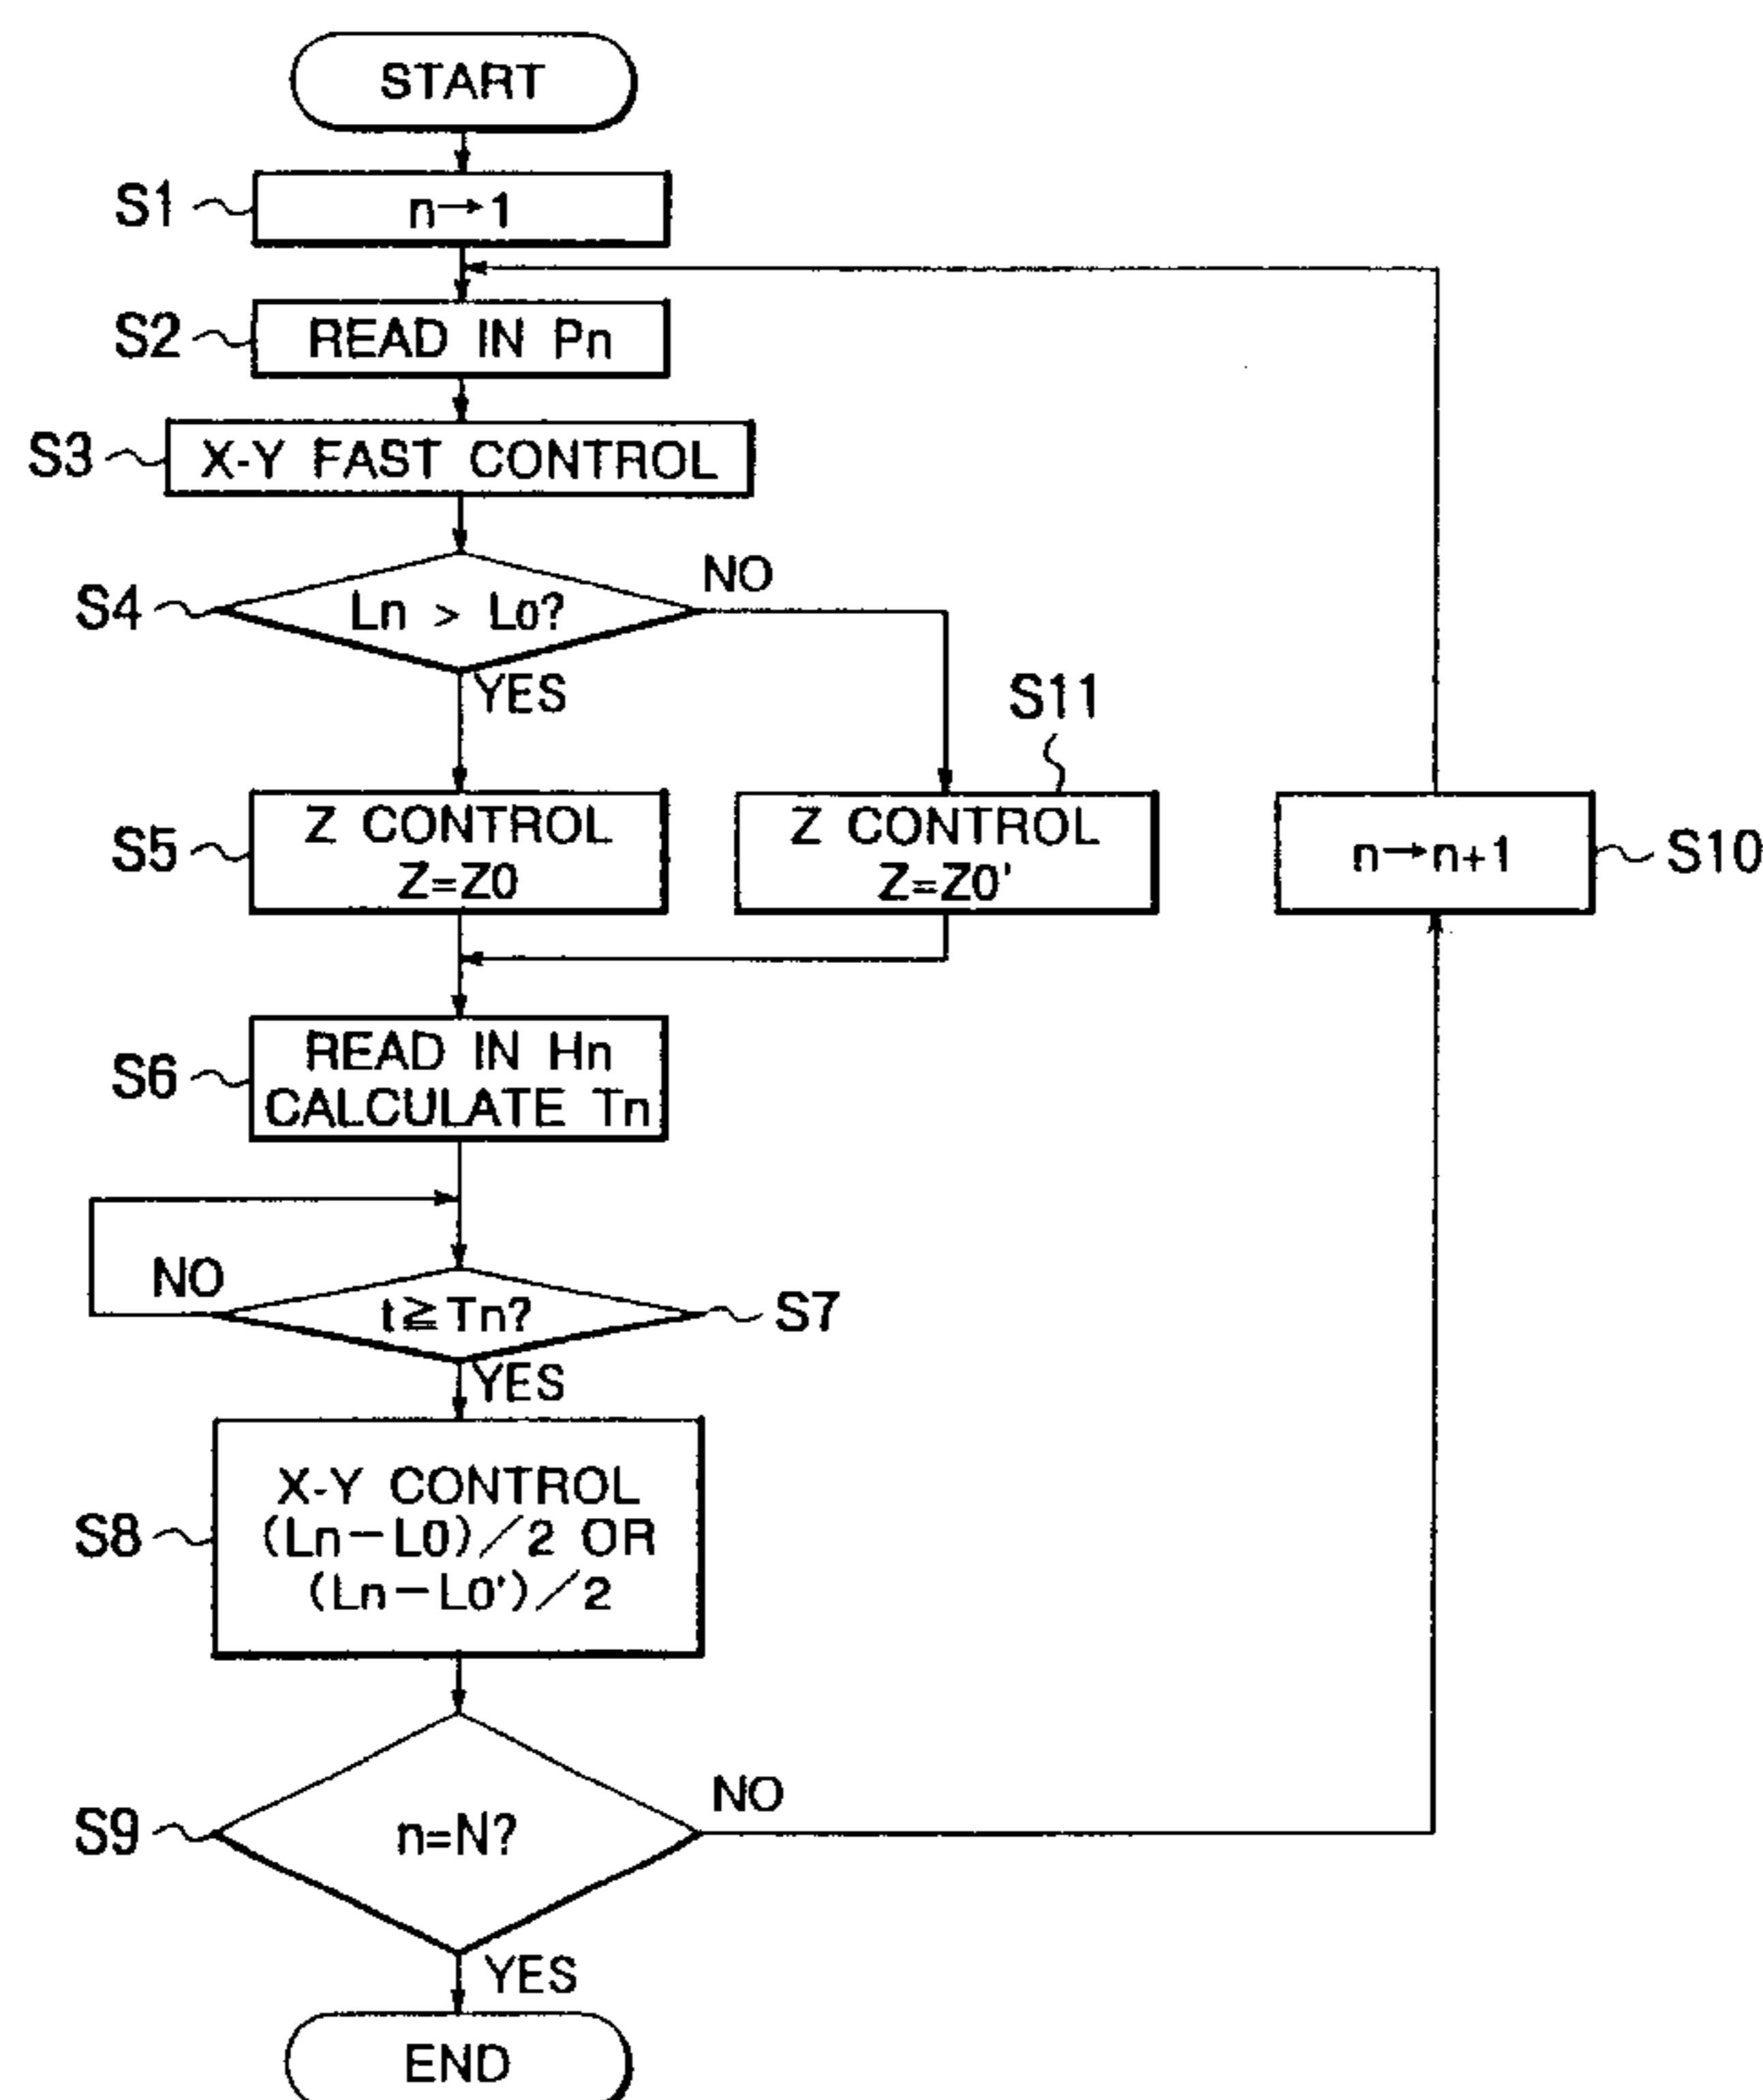 START
S1
n→1
S2
READ IN Pn
S3
X-Y FAST CONTROL
S4
Ln > L0?
NO
YES
S11
S5
Z CONTROL
Z=Z0
Z CONTROL
Z=Z0'
n→n+1
S10
S6
READ IN Hn
CALCULATE Tn
NO
t≧Tn?
S7
YES
S8
X-Y CONTROL
(Ln−L0)/2 OR
(Ln−L0')/2
S9
n=N?
NO
YES
END